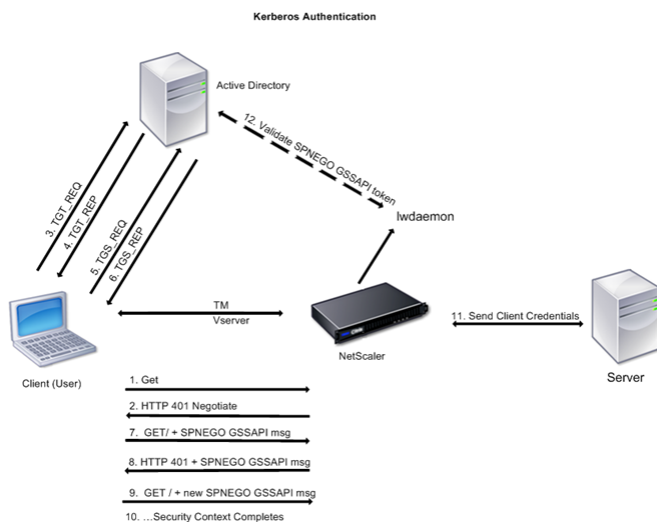 Kerberos Authentication
Active Directory
12. Validate SPNEGO GSSAPI token
3. TGT_REQ
4. TGT_REP
5. TGS_REQ
6. TGS_REP
lwdaemon
TM
Vserver
11. Send Client Credentials
NetScaler
Client (User)
Server
1. Get
2. HTTP 401 Negotiate
7. GET/ + SPNEGO GSSAPI msg
8. HTTP 401 + SPNEGO GSSAPI msg
9. GET / + new SPNEGO GSSAPI msg
10. …Security Context Completes